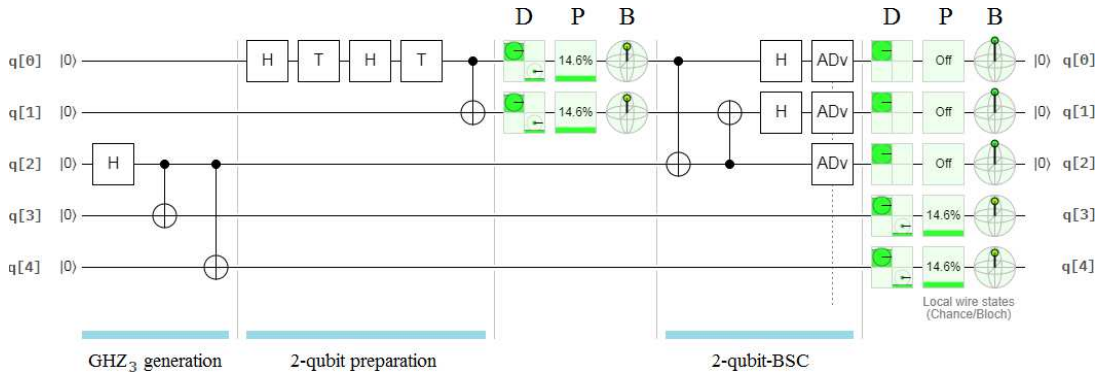 D P B D P B
q[0] |0⟩ H T H T 14.6% H ADv Off |0⟩ q[0]
q[1] |0⟩ 14.6% H ADv Off |0⟩ q[1]
q[2] |0⟩ H ADv Off |0⟩ q[2]
q[3] |0⟩ 14.6% q[3]
q[4] |0⟩ 14.6% q[4]
Local wire states
(Chance/Bloch)
GHZ₃ generation 2-qubit preparation 2-qubit-BSC